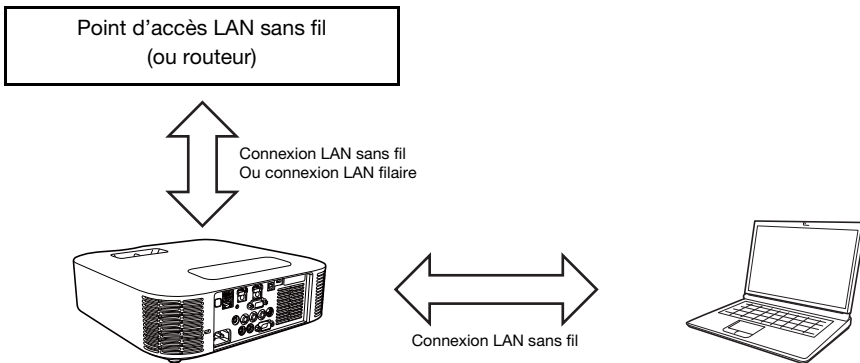 Point d'accès LAN sans fil
(ou routeur)
Connexion LAN sans fil
Ou connexion LAN filaire
Connexion LAN sans fil